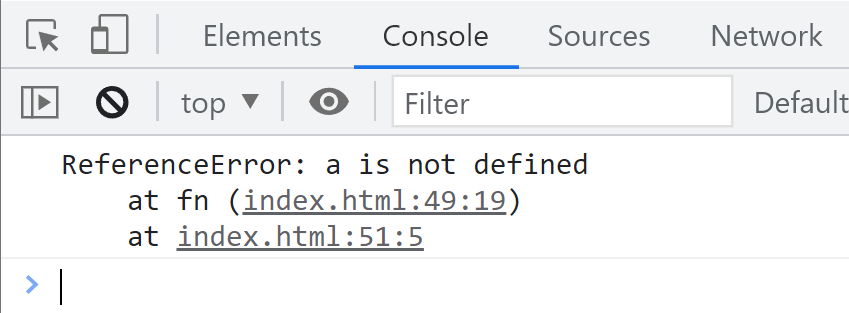 Elements Console Sources Network
top ▼ Filter Default
ReferenceError: a is not defined
at fn (index.html:49:19)
at index.html:51:5
>